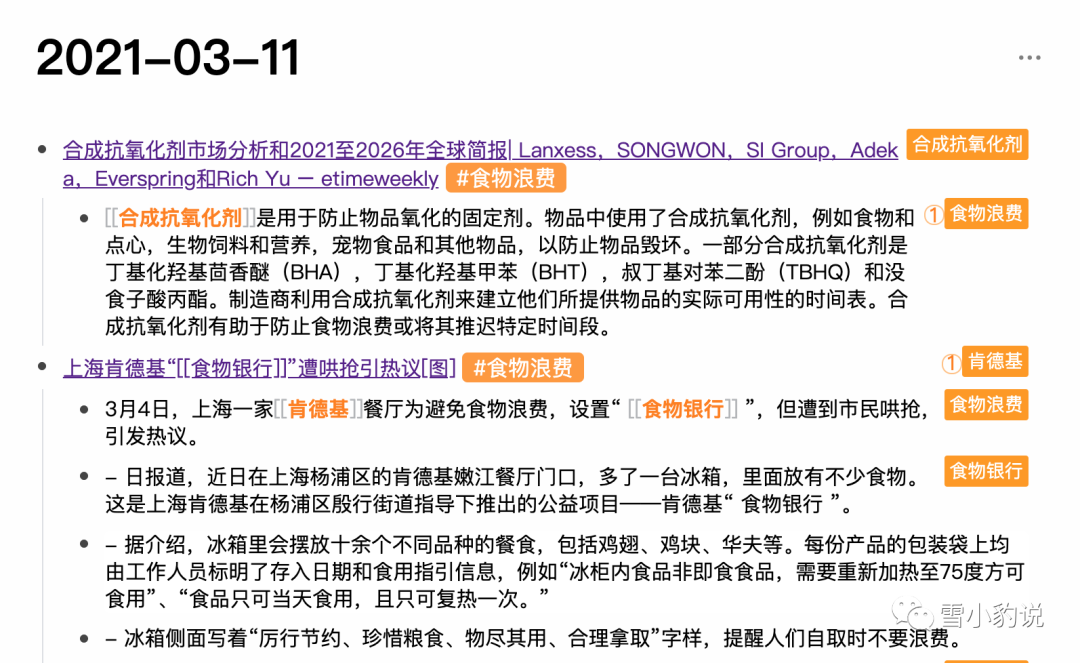 2021-03-11
合成抗氧化剂市场分析和2021至2026年全球简报| Lanxess，SONGWON，SI Group，Adek
合成抗氧化剂
a，Everspring和Rich Yu – etimeweekly #食物浪费
[[合成抗氧化剂]]是用于防止物品氧化的固定剂。物品中使用了合成抗氧化剂，例如食物和
① 食物浪费
点心，生物饲料和营养，宠物食品和其他物品，以防止物品毁坏。一部分合成抗氧化剂是
丁基化羟基茴香醚（BHA），丁基化羟基甲苯（BHT），叔丁基对苯二酚（TBHQ）和没
食子酸丙酯。制造商利用合成抗氧化剂来建立他们所提供物品的实际可用性的时间表。合
成抗氧化剂有助于防止食物浪费或将其推迟特定时间段。
上海肯德基“[[食物银行]]”遭哄抢引热议[图] #食物浪费
① 肯德基
3月4日，上海一家[[肯德基]]餐厅为避免食物浪费，设置“ [[食物银行]] ”，但遭到市民哄抢，
食物浪费
引发热议。
– 日报道，近日在上海杨浦区的肯德基嫩江餐厅门口，多了一台冰箱，里面放有不少食物。
食物银行
这是上海肯德基在杨浦区殷行街道指导下推出的公益项目——肯德基“ 食物银行 ”。
– 据介绍，冰箱里会摆放十余个不同品种的餐食，包括鸡翅、鸡块、华夫等。每份产品的包装袋上均
由工作人员标明了存入日期和食用指引信息，例如“冰柜内食品非即食食品，需要重新加热至75度方可
食用”、“食品只可当天食用，且只可复热一次。”
– 冰箱侧面写着“厉行节约、珍惜粮食、物尽其用、合理拿取”字样，提醒人们自取时不要浪费。
雪小豹说